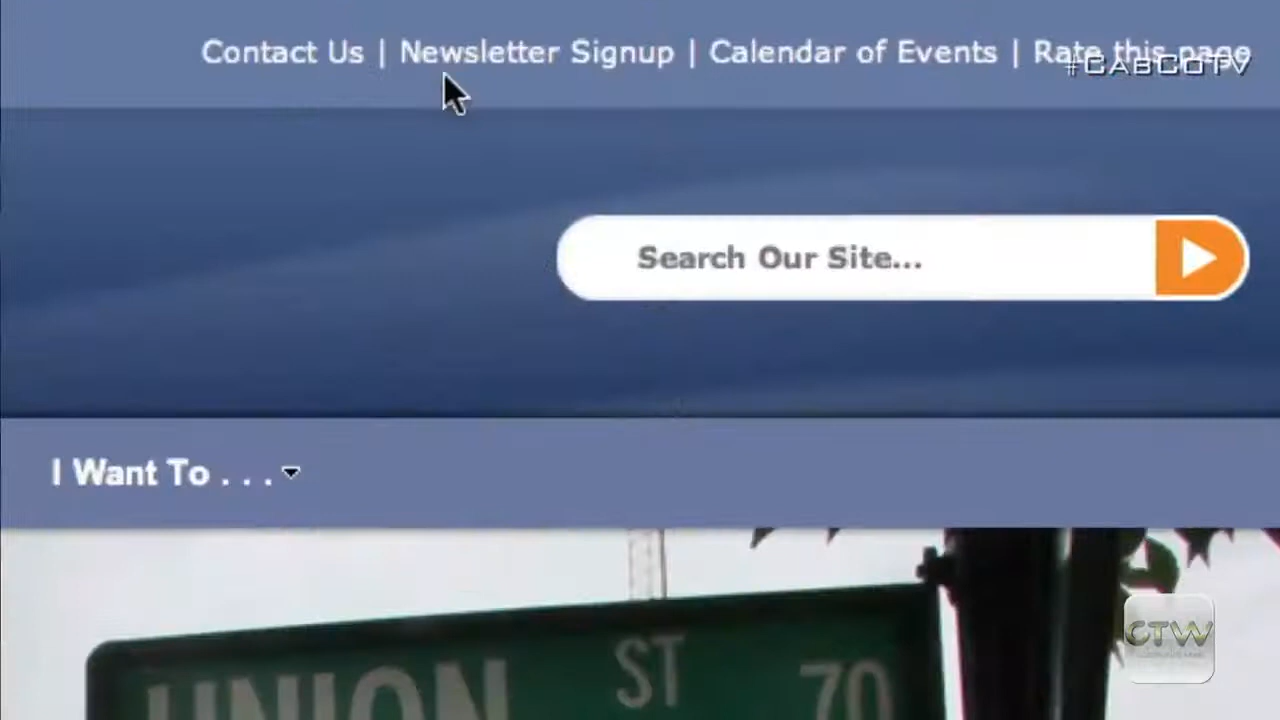 Contact Us | Newsletter Signup | Calendar of Events | Rate this page
#CABCOTV
Search Our Site...
I Want To . . .
UNION ST 70
CTW